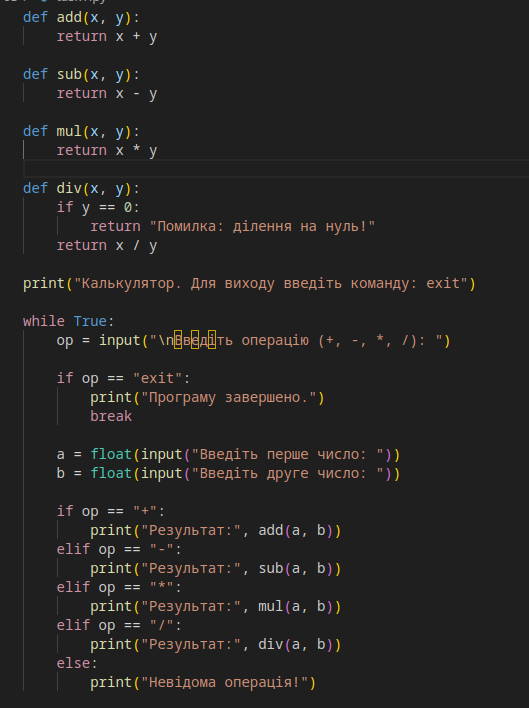 def add(x, y):
    return x + y

def sub(x, y):
    return x - y

def mul(x, y):
    return x * y

def div(x, y):
    if y == 0:
        return "Помилка: ділення на нуль!"
    return x / y

print("Калькулятор. Для виходу введіть команду: exit")

while True:
    op = input("\nВведіть операцію (+, -, *, /): ")

    if op == "exit":
        print("Програму завершено.")
        break

    a = float(input("Введіть перше число: "))
    b = float(input("Введіть друге число: "))

    if op == "+":
        print("Результат:", add(a, b))
    elif op == "-":
        print("Результат:", sub(a, b))
    elif op == "*":
        print("Результат:", mul(a, b))
    elif op == "/":
        print("Результат:", div(a, b))
    else:
        print("Невідома операція!")